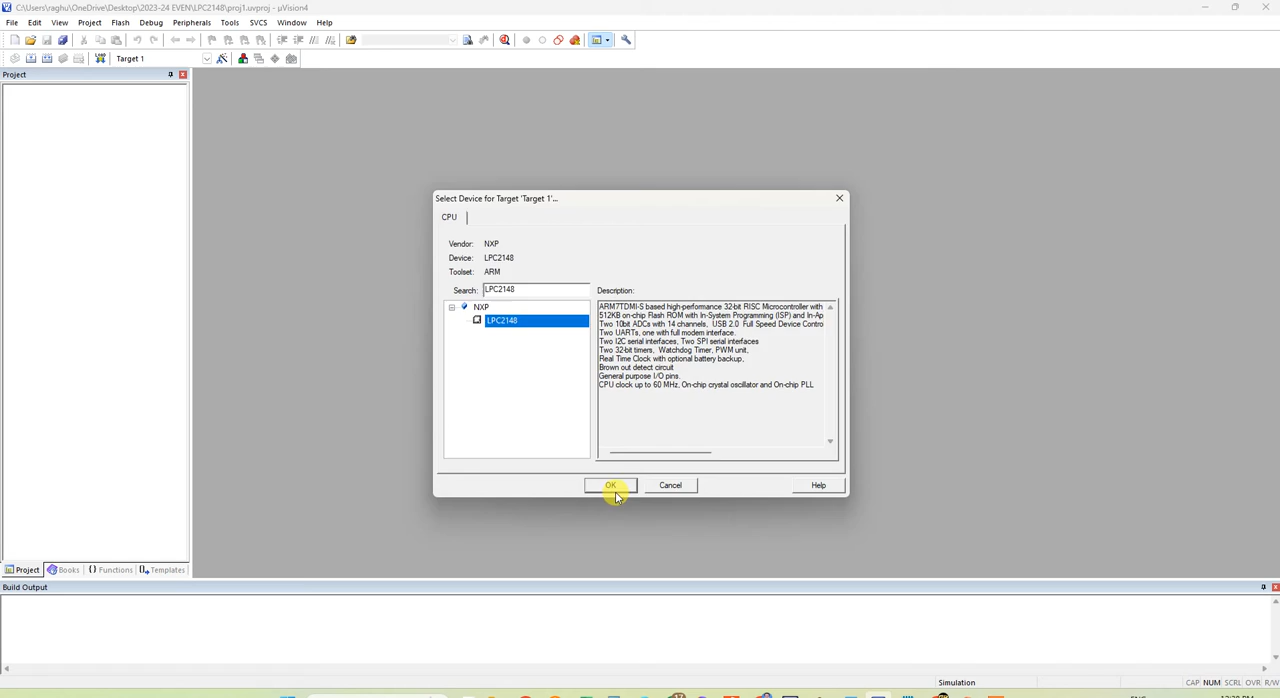 C:\Users\raghu\OneDrive\Desktop\2023-24 EVEN\LPC2148\proj1.uvproj - µVision4
File Edit View Project Flash Debug Peripherals Tools SVCS Window Help
Target 1
Project
Select Device for Target 'Target 1'...
CPU
Vendor: NXP
Device: LPC2148
Toolset: ARM
Search: LPC2148
Description:
NXP
LPC2148
ARM7TDMI-S based high-performance 32-bit RISC Microcontroller with
512KB on-chip Flash ROM with In-System Programming (ISP) and In-Ap
Two 10bit ADCs with 14 channels, USB 2.0 Full Speed Device Contro
Two UARTs, one with full modem interface.
Two I2C serial interfaces, Two SPI serial interfaces
Two 32-bit timers, Watchdog Timer, PWM unit,
Real Time Clock with optional battery backup,
Brown out detect circuit
General purpose I/O pins.
CPU clock up to 60 MHz, On-chip crystal oscillator and On-chip PLL
OK Cancel Help
Project Books {} Functions Templates
Build Output
Simulation CAP NUM SCRL OVR R/W